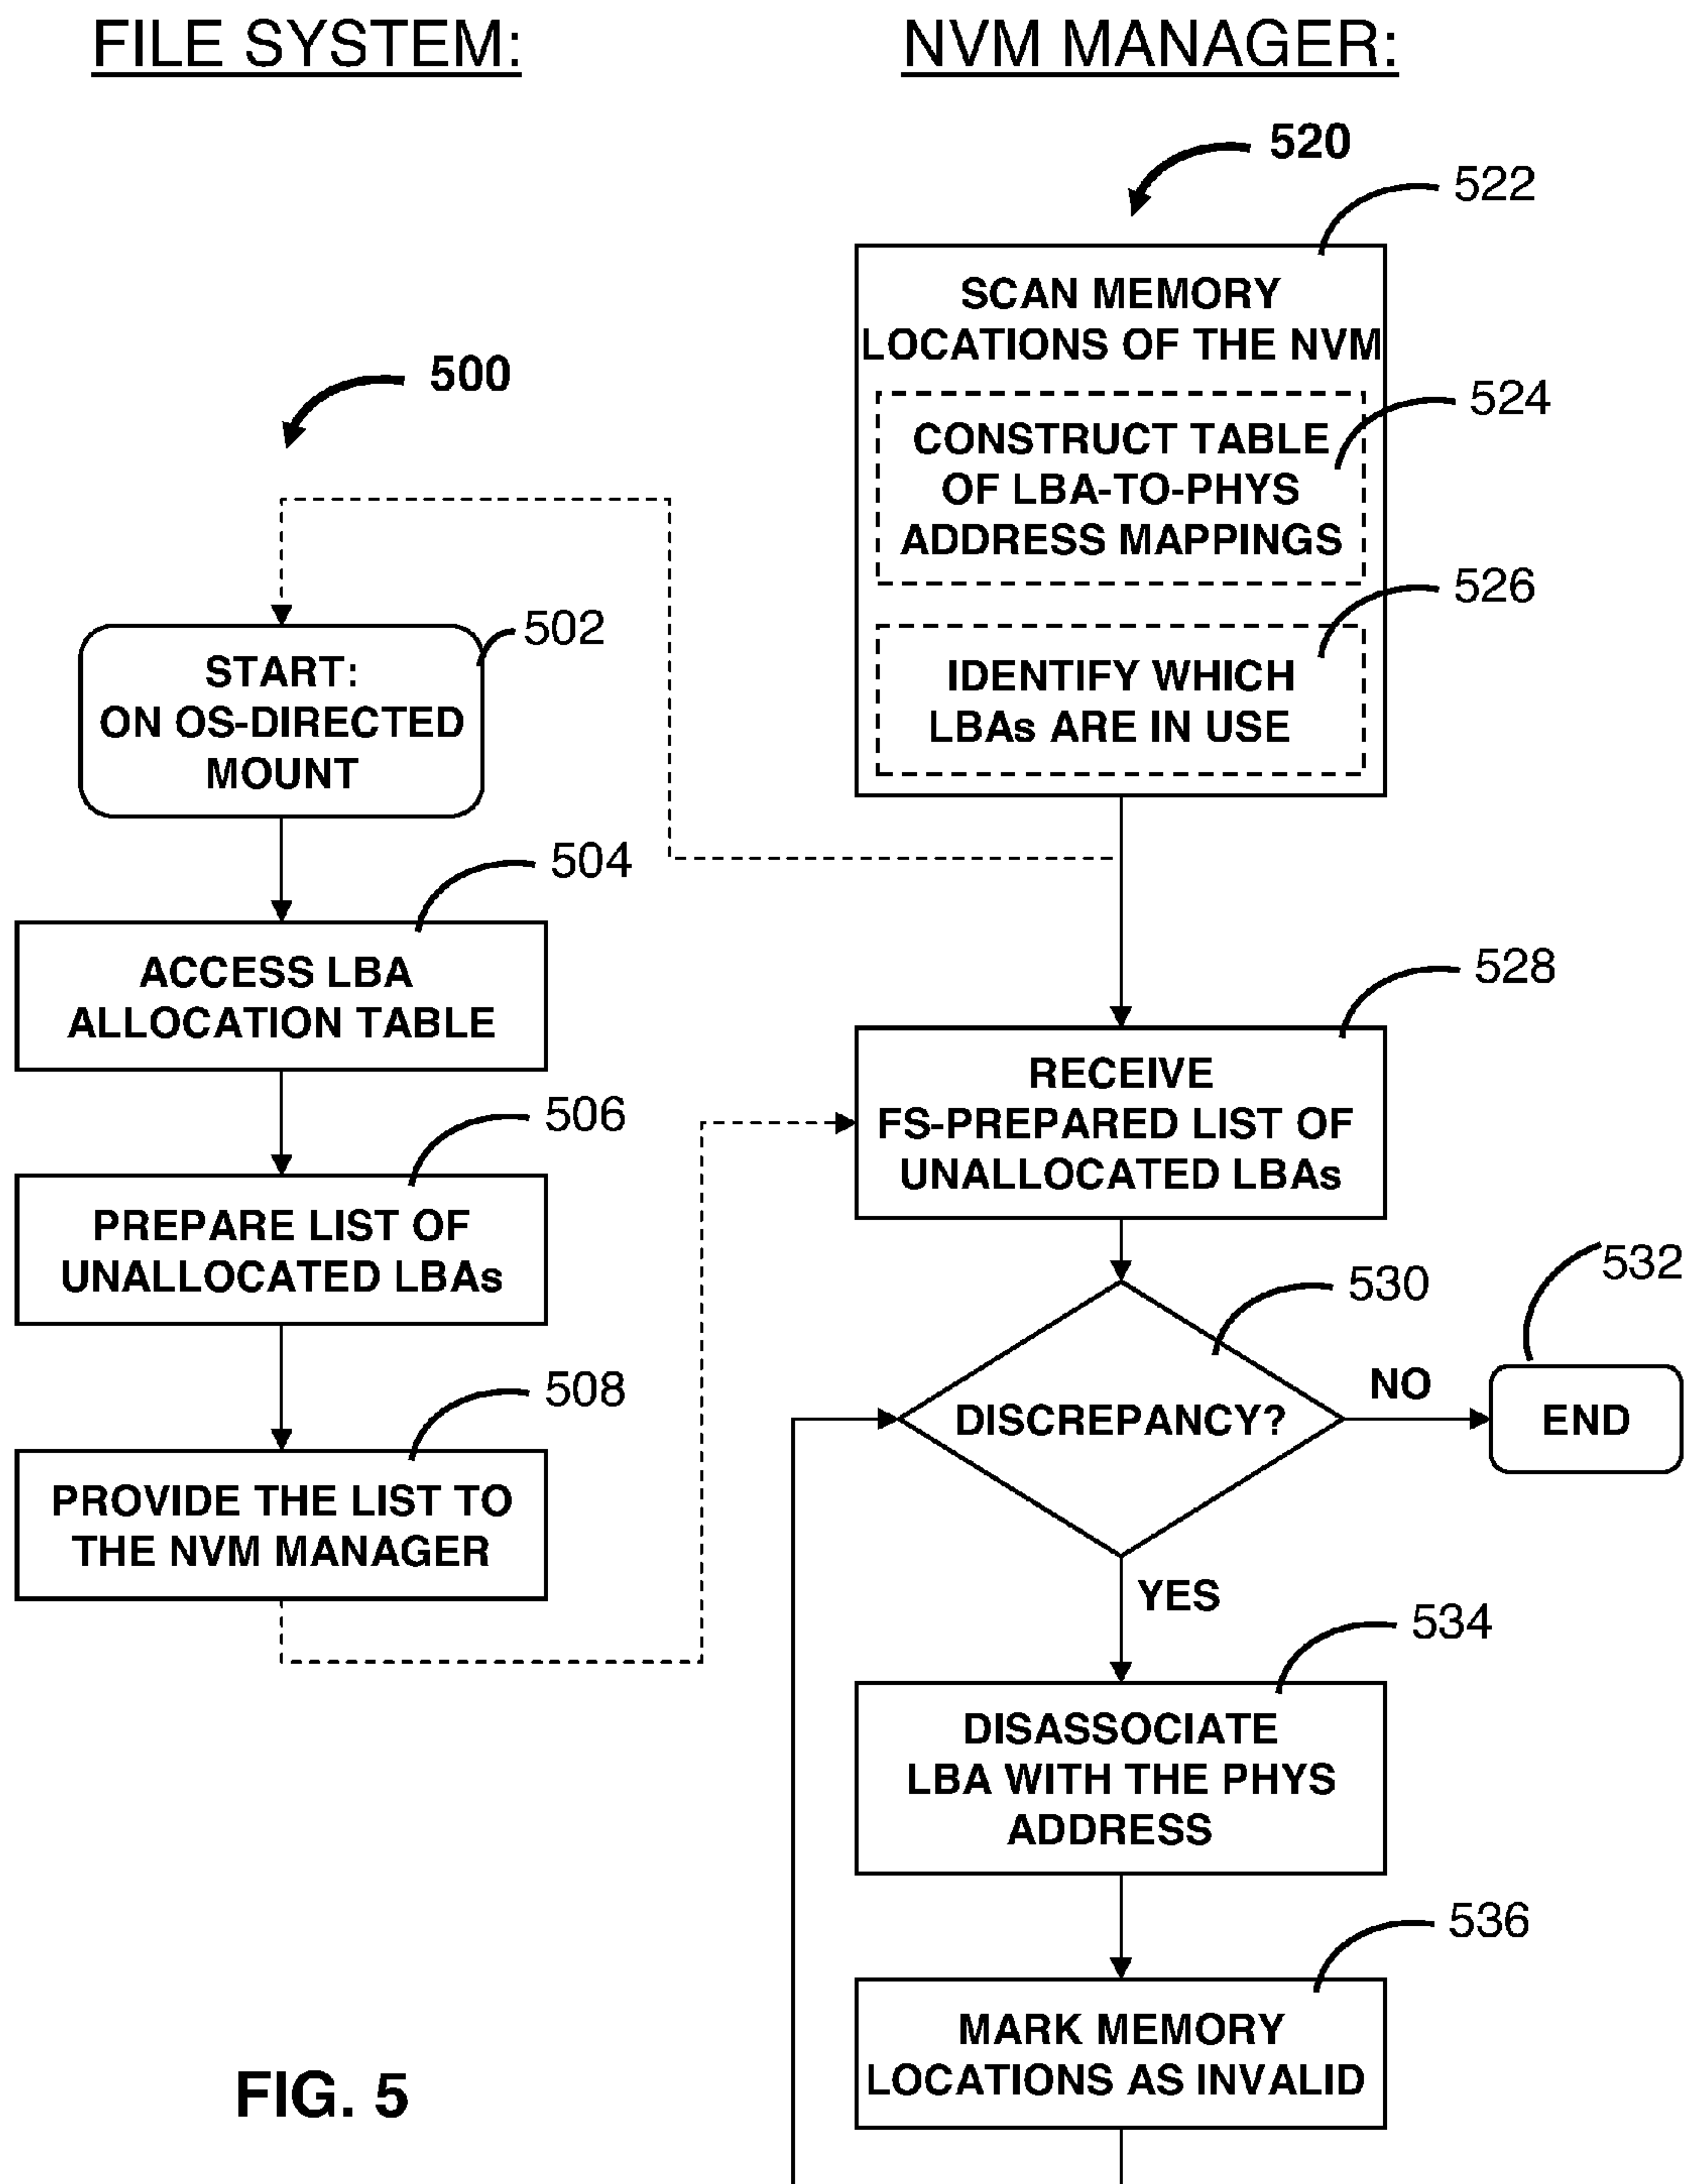 FILE SYSTEM:
500
502
START:
ON OS-DIRECTED
MOUNT
504
ACCESS LBA
ALLOCATION TABLE
506
PREPARE LIST OF
UNALLOCATED LBAs
508
PROVIDE THE LIST TO
THE NVM MANAGER
NVM MANAGER:
520
522
SCAN MEMORY
LOCATIONS OF THE NVM
524
CONSTRUCT TABLE
OF LBA-TO-PHYS
ADDRESS MAPPINGS
526
IDENTIFY WHICH
LBAs ARE IN USE
528
RECEIVE
FS-PREPARED LIST OF
UNALLOCATED LBAs
530
DISCREPANCY?
NO
532
END
YES
534
DISASSOCIATE
LBA WITH THE PHYS
ADDRESS
536
MARK MEMORY
LOCATIONS AS INVALID
FIG. 5